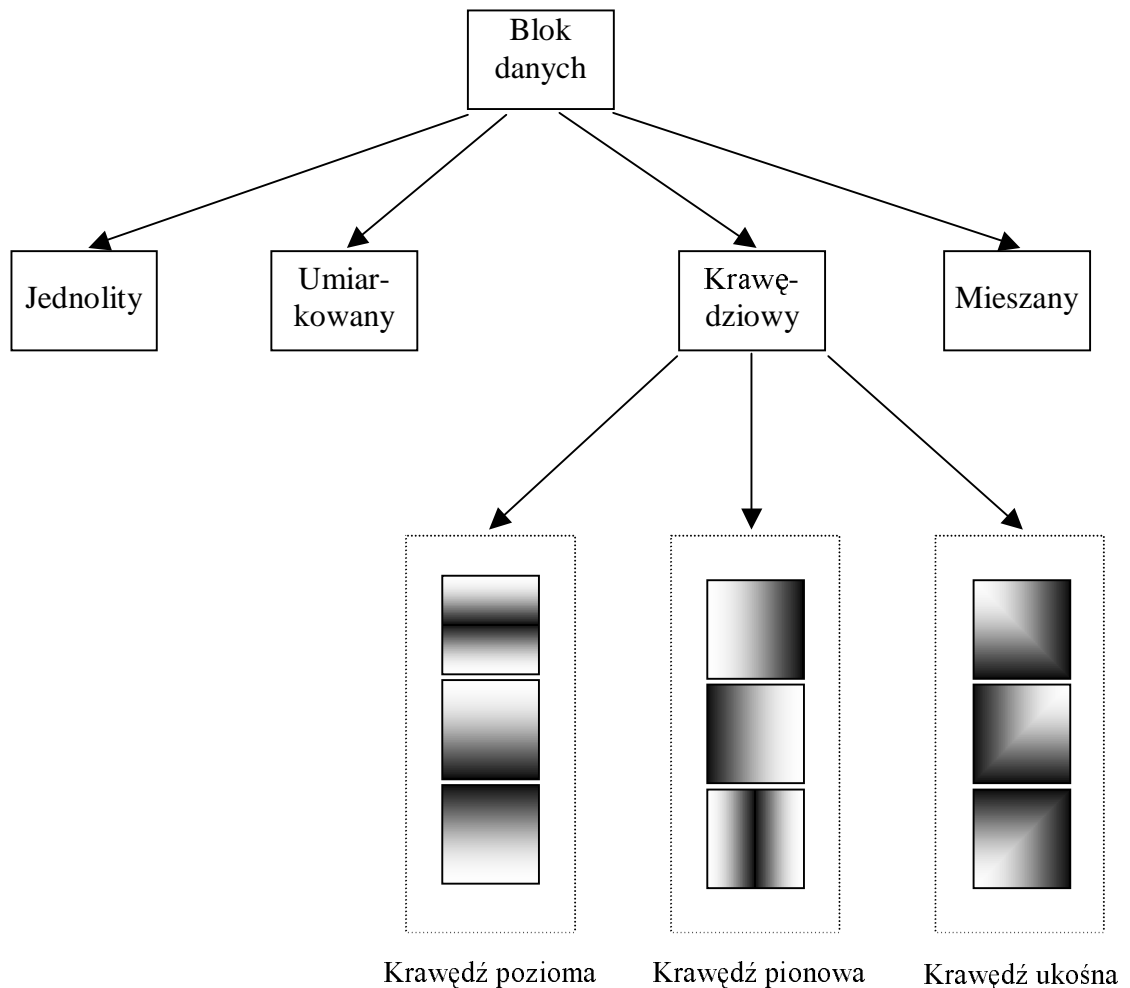 Blok
danych
Jednolity
Umiar-
kowany
Krawę-
dziowy
Mieszany
Krawędź pozioma
Krawędź pionowa
Krawędź ukośna